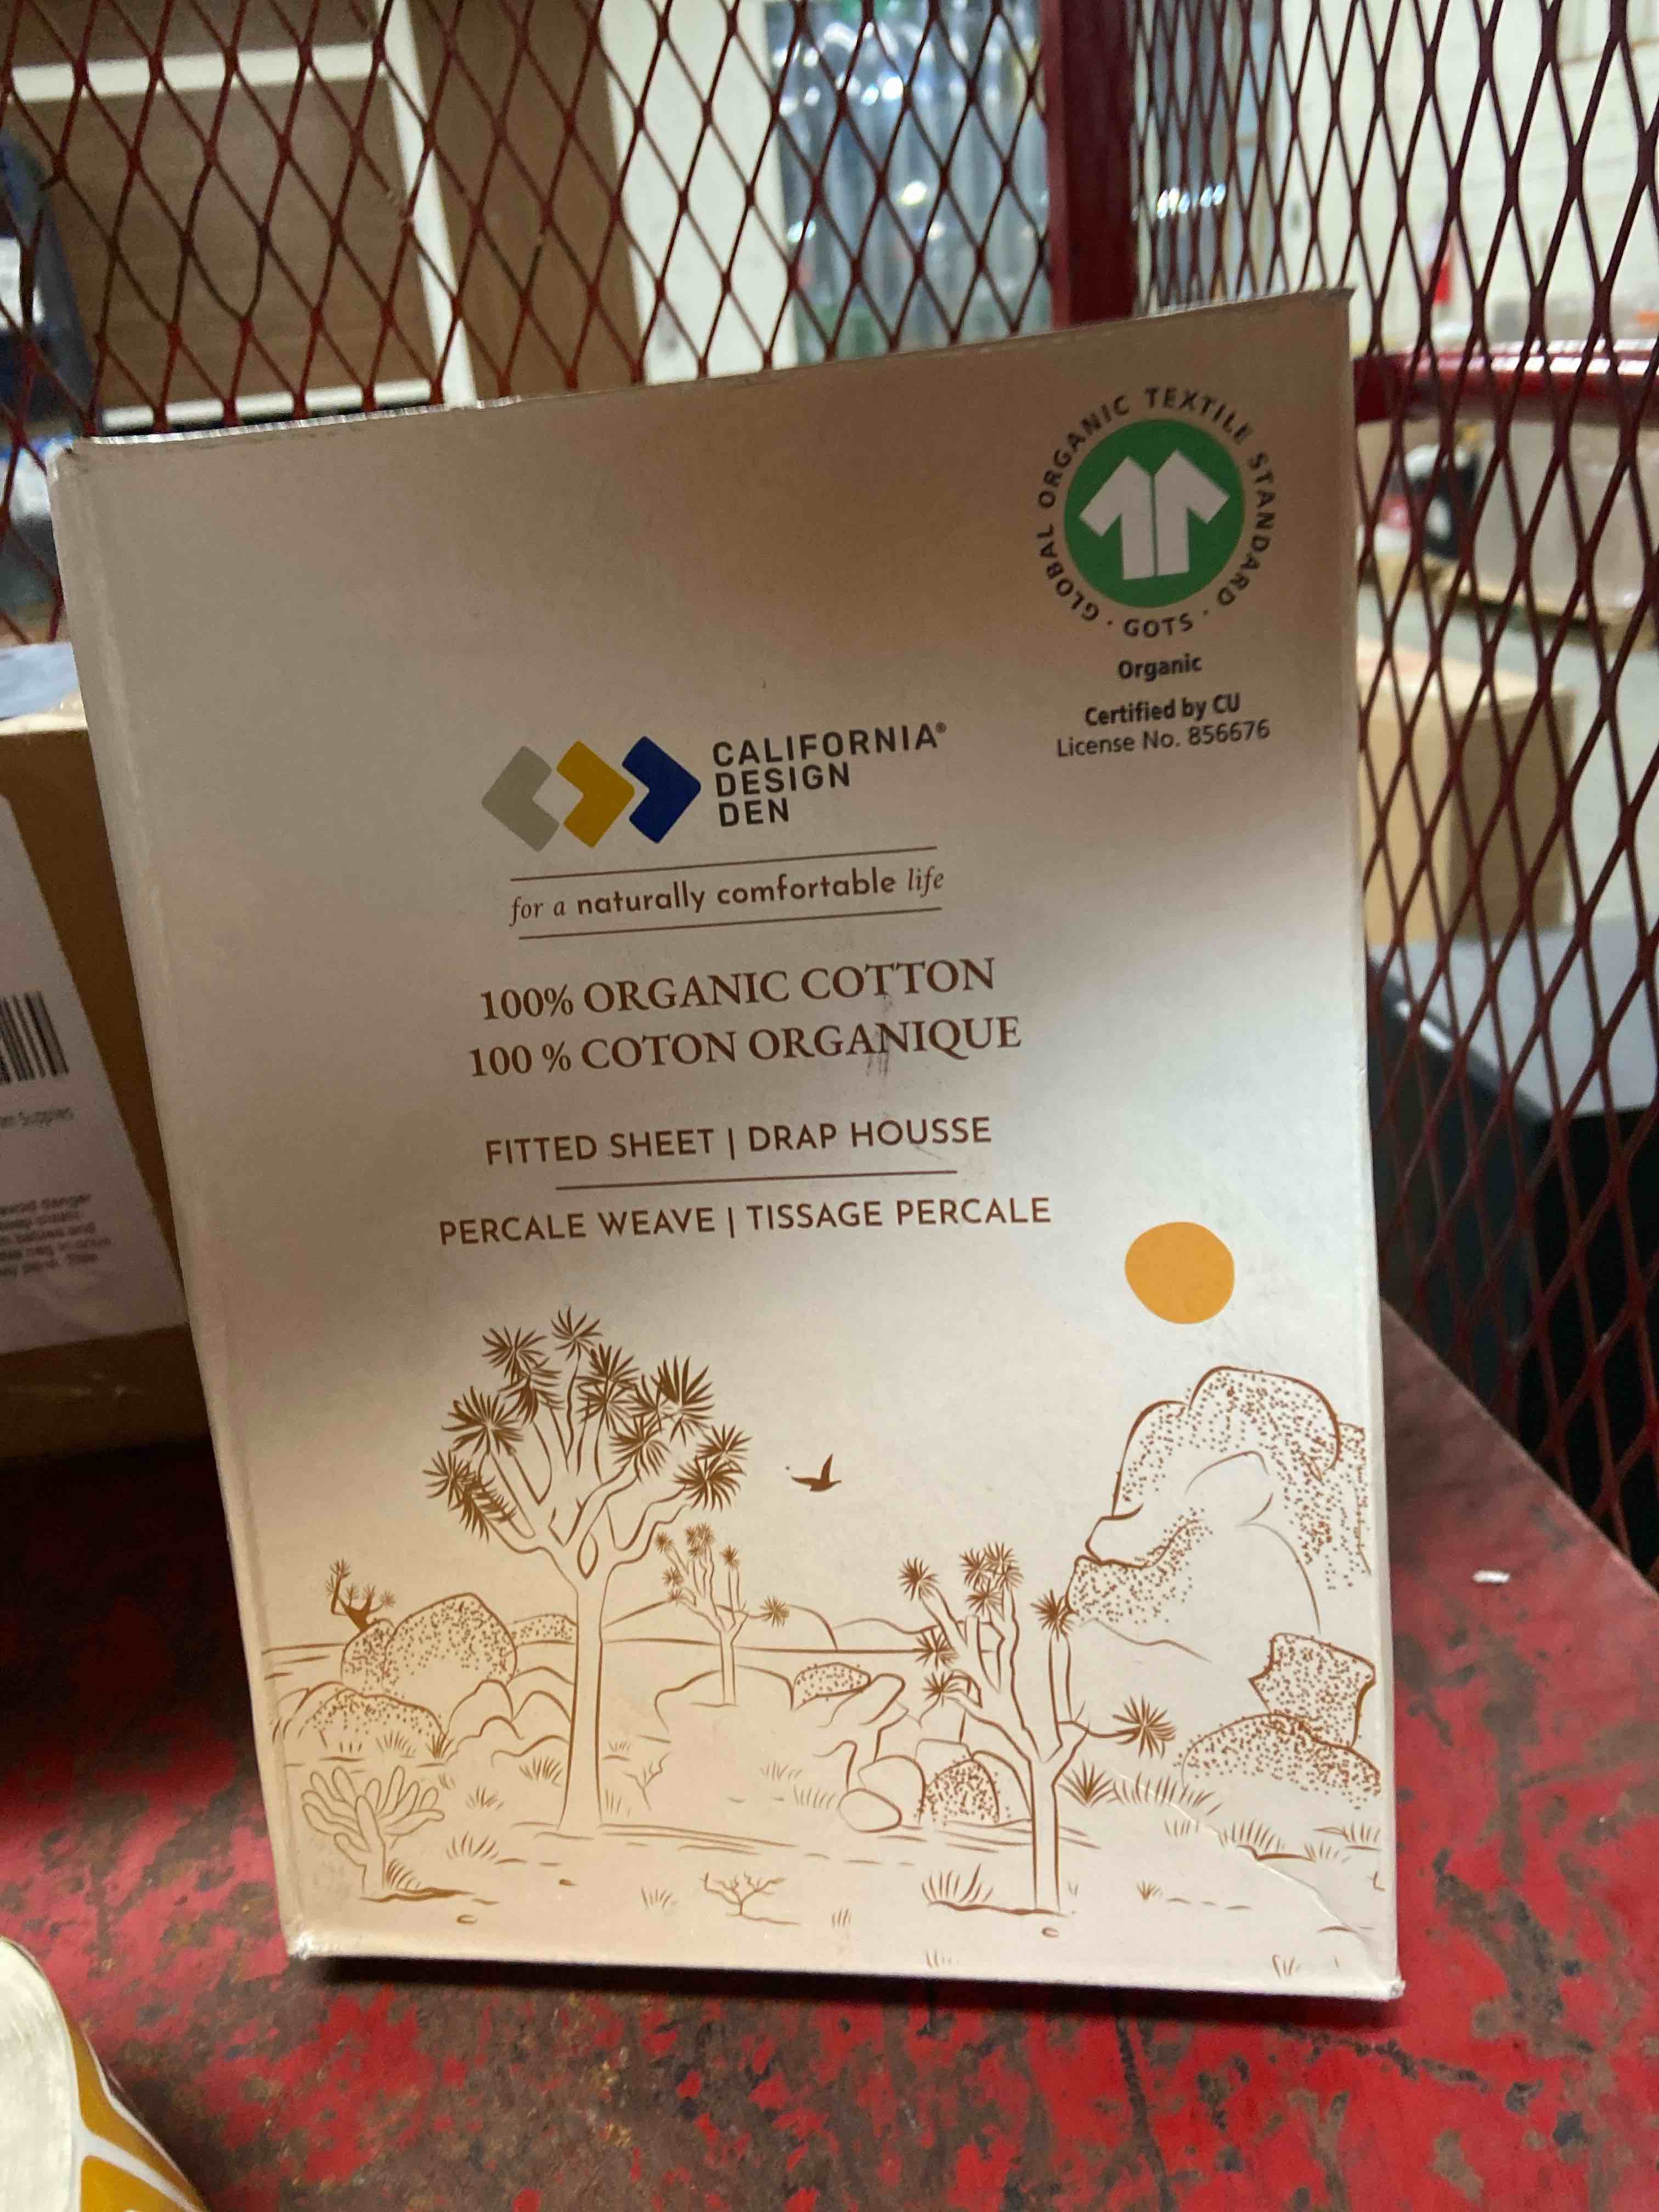 GLOBAL ORGANIC TEXTILE STANDARD · GOTS ·
Organic
Certified by CU
License No. 856676
CALIFORNIA®
DESIGN
DEN
for a naturally comfortable life
100% ORGANIC COTTON
100 % COTON ORGANIQUE
FITTED SHEET | DRAP HOUSSE
PERCALE WEAVE | TISSAGE PERCALE
Supplies